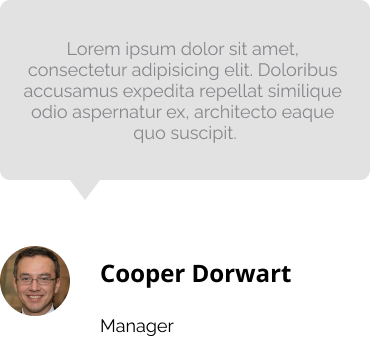 Lorem ipsum dolor sit amet,
consectetur adipisicing elit. Doloribus
accusamus expedita repellat similique
odio aspernatur ex, architecto eaque
quo suscipit.
Cooper Dorwart
Manager